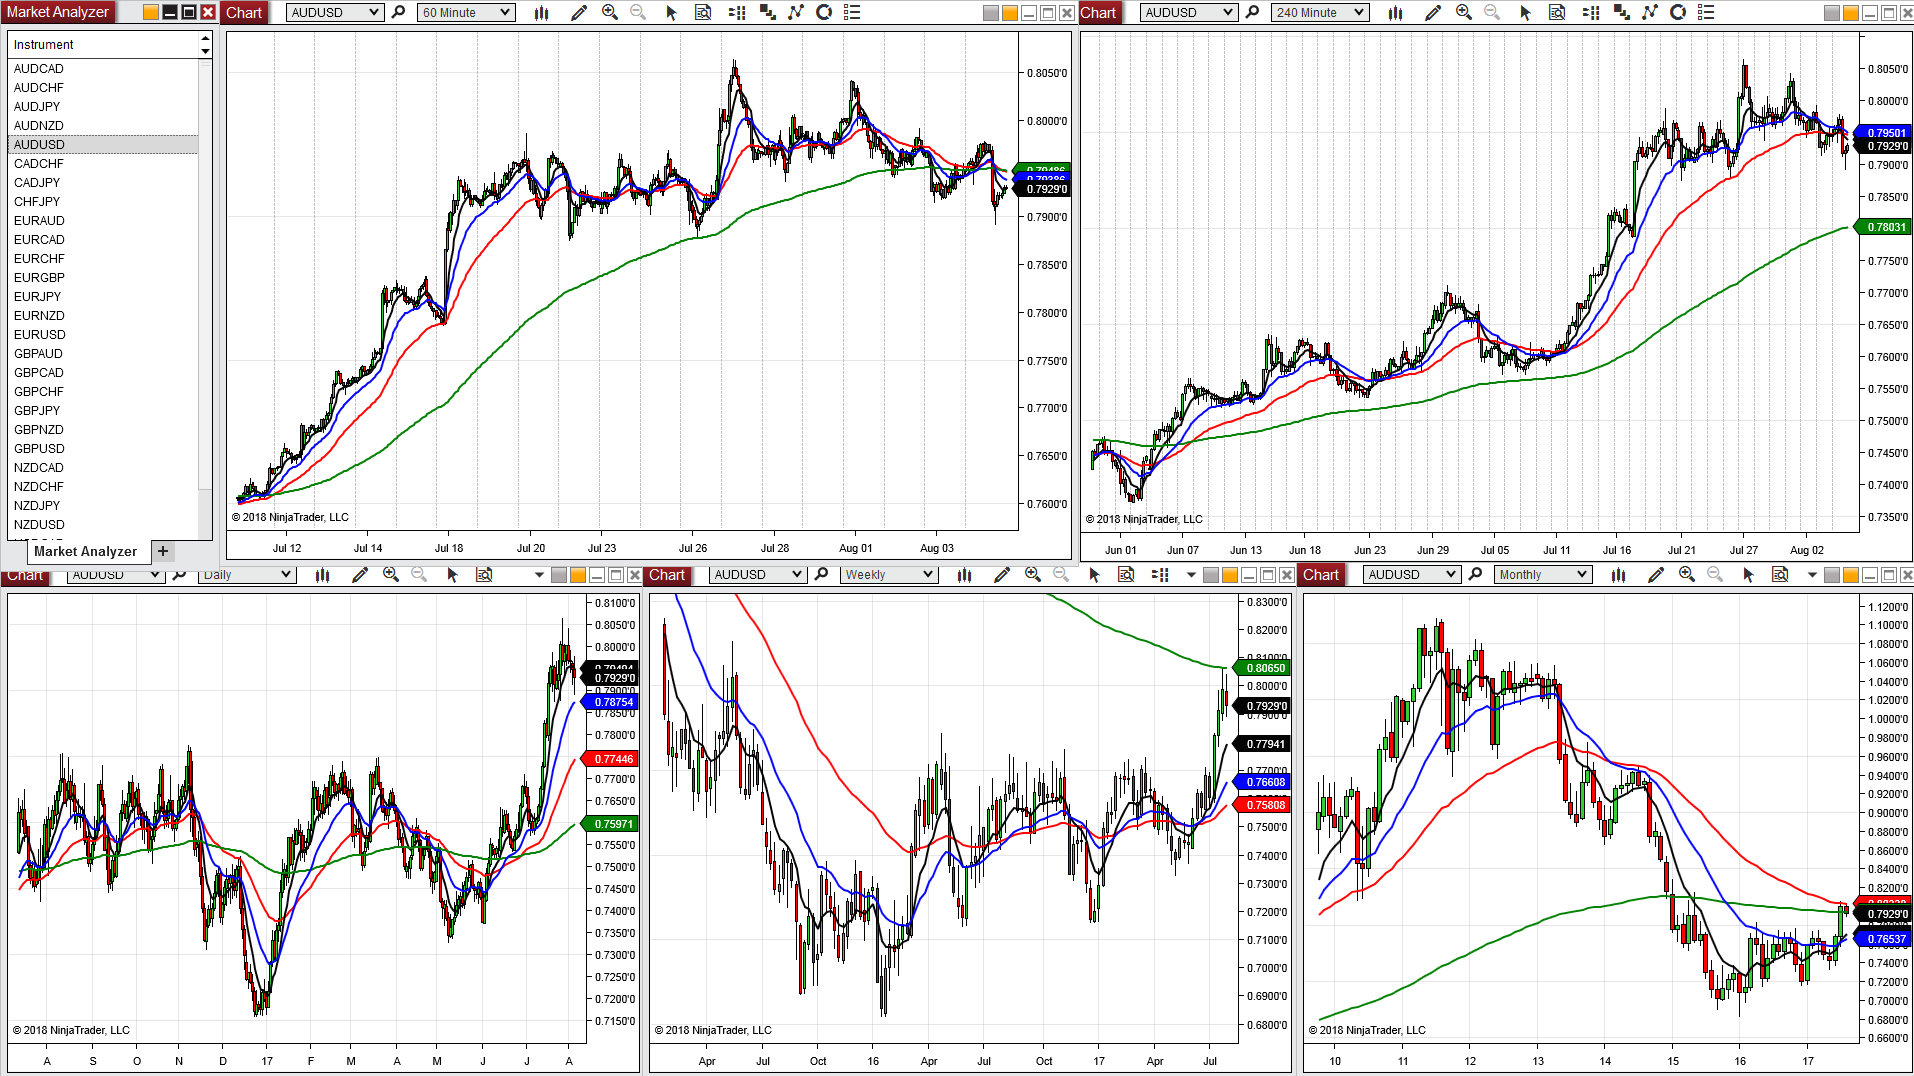 Market Analyzer
Instrument
AUDCAD
AUDCHF
AUDJPY
AUDNZD
AUDUSD
CADCHF
CADJPY
CHFJPY
EURAUD
EURCAD
EURCHF
EURGBP
EURJPY
EURNZD
EURUSD
GBPAUD
GBPCAD
GBPCHF
GBPJPY
GBPNZD
GBPUSD
NZDCAD
NZDCHF
NZDJPY
NZDUSD
Market Analyzer +
Chart AUDUSD 60 Minute
0.8050'0
0.8000'0
0.7929'0
0.7900'0
0.7850'0
0.7800'0
0.7750'0
0.7700'0
0.7650'0
0.7600'0
© 2018 NinjaTrader, LLC
Jul 12 Jul 14 Jul 18 Jul 20 Jul 23 Jul 26 Jul 28 Aug 01 Aug 03
Chart AUDUSD 240 Minute
0.8050'0
0.8000'0
0.79501
0.7929'0
0.7900'0
0.7850'0
0.78031
0.7750'0
0.7700'0
0.7650'0
0.7600'0
0.7550'0
0.7500'0
0.7450'0
0.7400'0
0.7350'0
© 2018 NinjaTrader, LLC
Jun 01 Jun 07 Jun 13 Jun 18 Jun 23 Jun 29 Jul 05 Jul 11 Jul 16 Jul 21 Jul 27 Aug 02
Chart AUDUSD Daily
0.8100'0
0.8050'0
0.8000'0
0.7929'0
0.7900'0
0.78754
0.7850'0
0.7800'0
0.77446
0.7700'0
0.7650'0
0.75971
0.7550'0
0.7500'0
0.7450'0
0.7400'0
0.7350'0
0.7300'0
0.7250'0
0.7200'0
0.7150'0
© 2018 NinjaTrader, LLC
A S O N D 17 F M A M J J A
Chart AUDUSD Weekly
0.8300'0
0.8200'0
0.8100'0
0.80650
0.8000'0
0.7929'0
0.7900'0
0.77941
0.7700'0
0.76608
0.75808
0.7500'0
0.7400'0
0.7300'0
0.7200'0
0.7100'0
0.7000'0
0.6900'0
0.6800'0
© 2018 NinjaTrader, LLC
Apr Jul Oct 16 Apr Jul Oct 17 Apr Jul
Chart AUDUSD Monthly
1.1200'0
1.1000'0
1.0800'0
1.0600'0
1.0400'0
1.0200'0
1.0000'0
0.9800'0
0.9600'0
0.9400'0
0.9200'0
0.9000'0
0.8800'0
0.8600'0
0.8400'0
0.8200'0
0.7929'0
0.76537
0.7400'0
0.7200'0
0.7000'0
0.6800'0
0.6600'0
© 2018 NinjaTrader, LLC
10 11 12 13 14 15 16 17